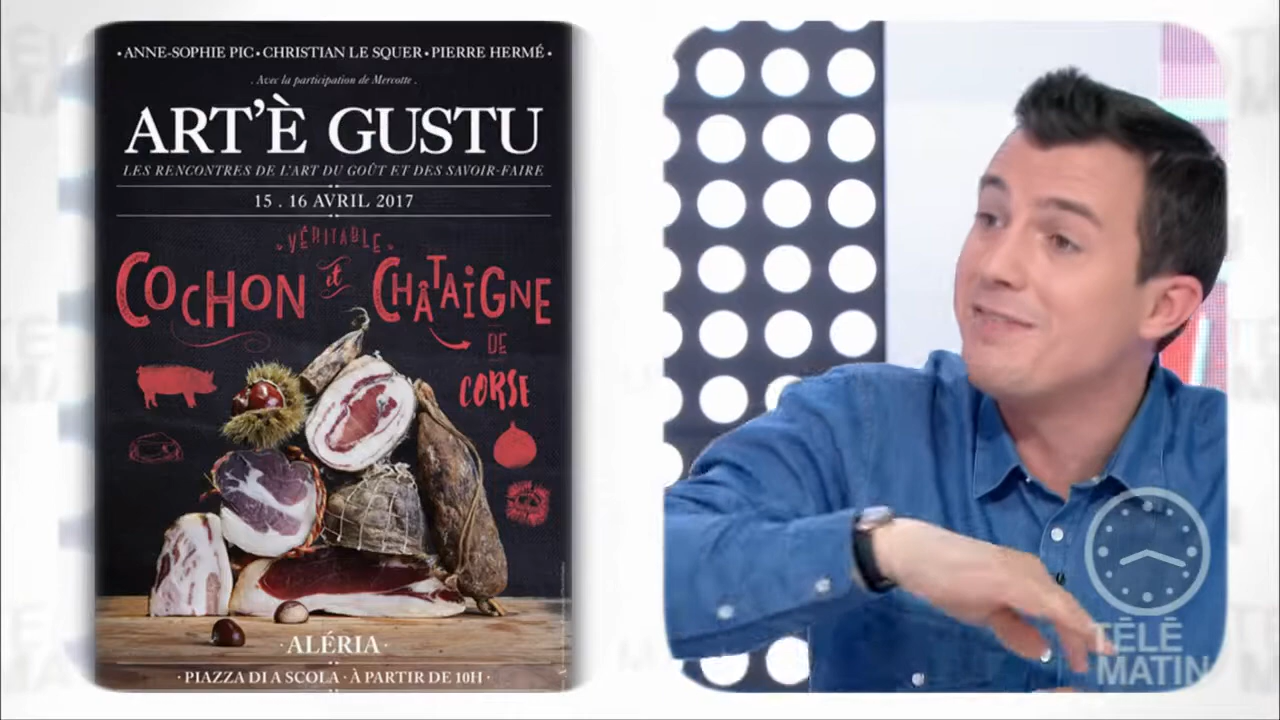 •ANNE-SOPHIE PIC•CHRISTIAN LE SQUER•PIERRE HERMÉ•
. Avec la participation de Mercotte .
ART'È GUSTU
LES RENCONTRES DE L'ART DU GOÛT ET DES SAVOIR-FAIRE
15 . 16 AVRIL 2017
VÉRITABLE
COCHON et CHÂTAIGNE
DE
CORSE
·ALÉRIA·
·PIAZZA DI A SCOLA·À PARTIR DE 10H·
TÉLÉ
MATIN